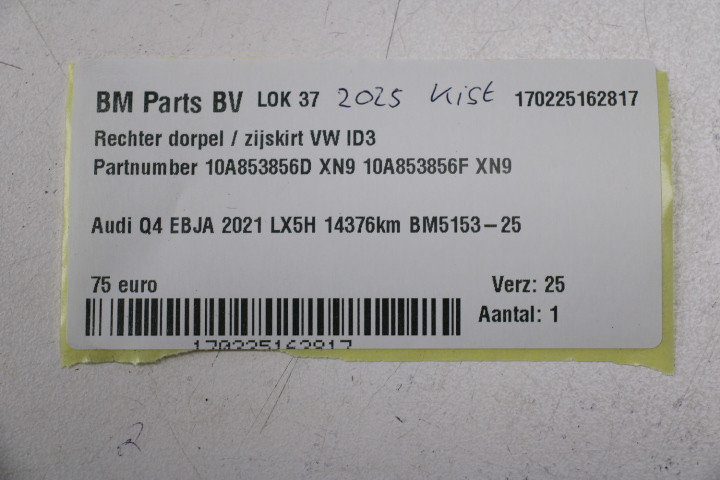 BM Parts BV LOK 37 2025 Kist 170225162817
Rechter dorpel / zijskirt VW ID3
Partnumber 10A853856D XN9 10A853856F XN9
Audi Q4 EBJA 2021 LX5H 14376km BM5153-25
75 euro Verz: 25
Aantal: 1
170225162817